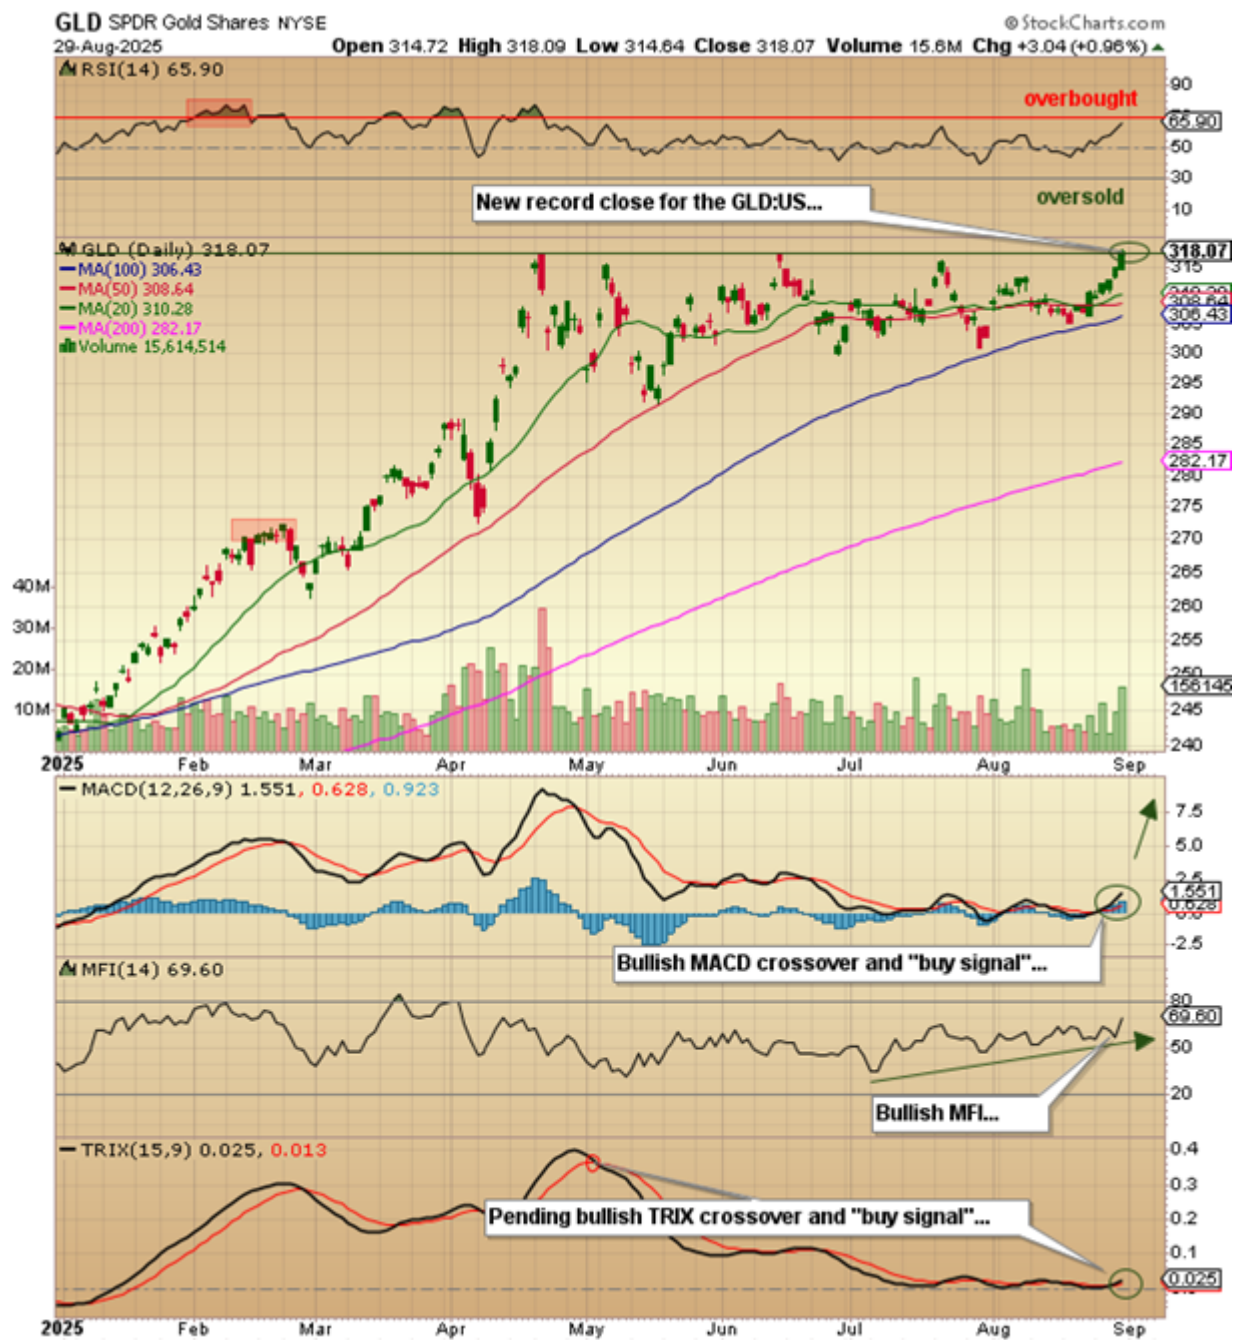 GLD SPDR Gold Shares NYSE
© StockCharts.com
29-Aug-2025
Open 314.72 High 318.09 Low 314.64 Close 318.07 Volume 15.6M Chg +3.04 (+0.96%)
RSI(14) 65.90
90
overbought
65.90
50
30
New record close for the GLD:US...
oversold
10
GLD (Daily) 318.07
318.07
MA(100) 306.43
315
MA(50) 308.64
MA(20) 310.28
308.64
306.43
MA(200) 282.17
Volume 15,614,514
300
295
290
285
282.17
280
275
270
265
40M
260
30M
255
20M
250
156145
10M
245
240
2025 Feb Mar Apr May Jun Jul Aug Sep
MACD(12,26,9) 1.551, 0.628, 0.923
7.5
5.0
2.5
1.551
0.628
0.0
-2.5
Bullish MACD crossover and "buy signal"...
MFI(14) 69.60
80
69.60
50
20
Bullish MFI...
TRIX(15,9) 0.025, 0.013
0.4
0.3
0.2
Pending bullish TRIX crossover and "buy signal"...
0.1
0.025
2025 Feb Mar Apr May Jun Jul Aug Sep